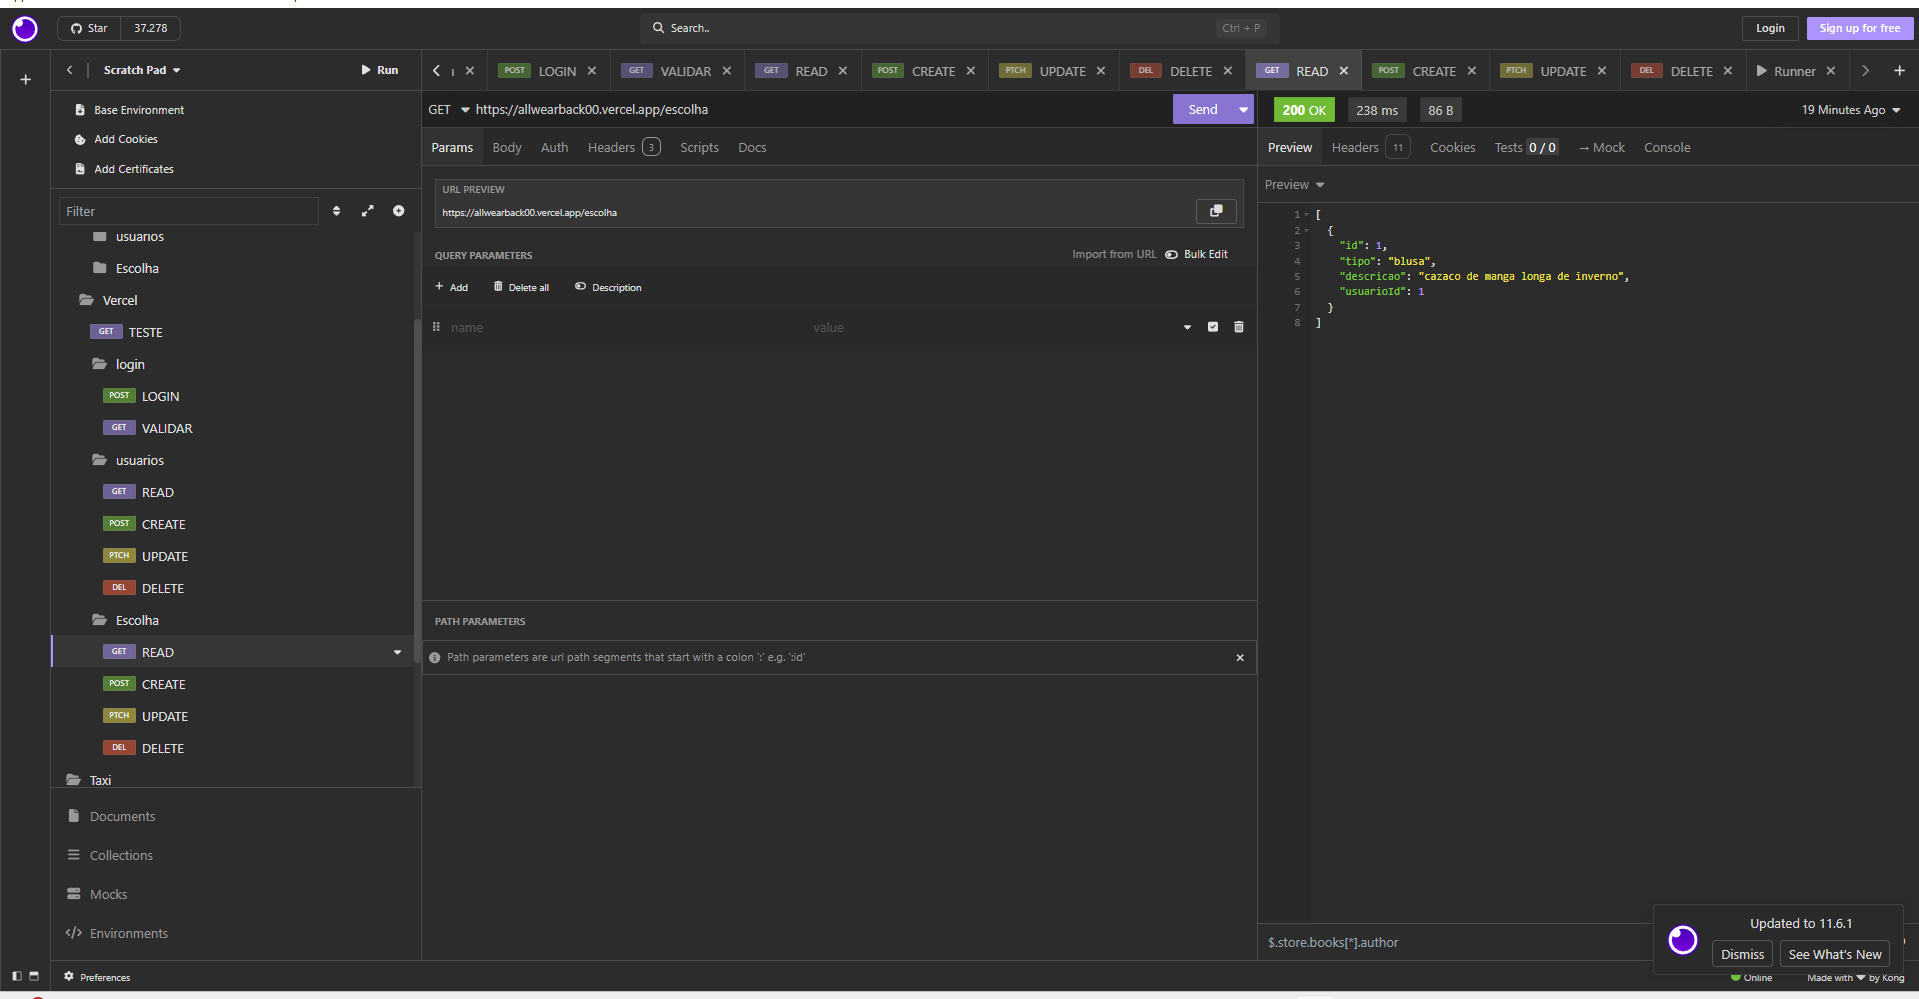 Star 37.278
Search.. Ctrl + P
Login Sign up for free
Scratch Pad Run
LOGIN
POST LOGIN
GET VALIDAR
GET READ
POST CREATE
PTCH UPDATE
DEL DELETE
GET READ
POST CREATE
PTCH UPDATE
DEL DELETE
Runner
Base Environment
Add Cookies
Add Certificates
Filter
usuarios
Escolha
Vercel
GET TESTE
login
POST LOGIN
GET VALIDAR
usuarios
GET READ
POST CREATE
PTCH UPDATE
DEL DELETE
Escolha
GET READ
POST CREATE
PTCH UPDATE
DEL DELETE
Taxi
Documents
Collections
Mocks
Environments
Preferences
GET https://allwearback00.vercel.app/escolha Send
Params Body Auth Headers 3 Scripts Docs
URL PREVIEW
https://allwearback00.vercel.app/escolha
QUERY PARAMETERS Import from URL Bulk Edit
Add Delete all Description
name value
PATH PARAMETERS
Path parameters are url path segments that start with a colon ':' e.g. ':id'
200 OK 238 ms 86 B 19 Minutes Ago
Preview Headers 11 Cookies Tests 0 / 0 → Mock Console
Preview
1 [
2 {
3 "id": 1,
4 "tipo": "blusa",
5 "descricao": "cazaco de manga longa de inverno",
6 "usuarioId": 1
7 }
8 ]
$.store.books[*].author
Updated to 11.6.1
Dismiss See What's New
Online Made with ❤ by Kong